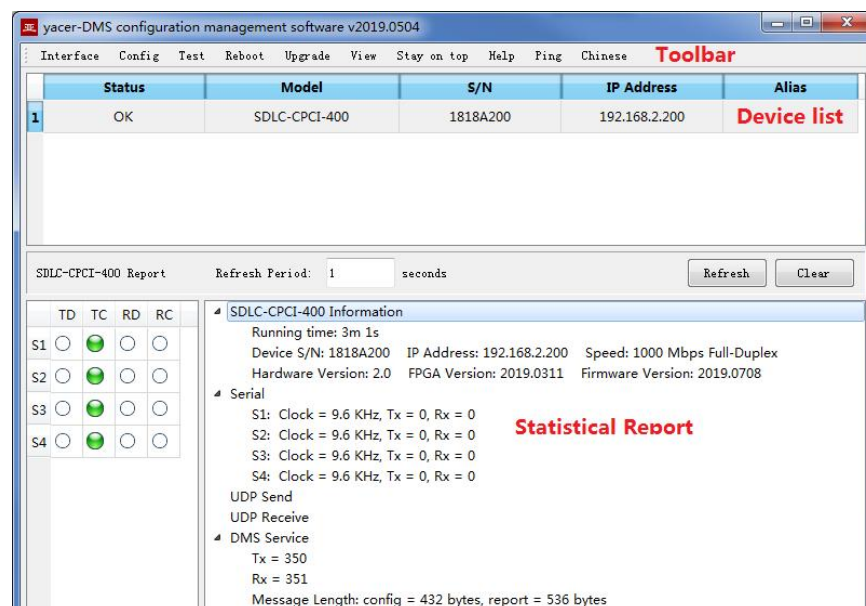 yacer-DMS configuration management software v2019.0504
Interface Config Test Reboot Upgrade View Stay on top Help Ping Chinese Toolbar
Status Model S/N IP Address Alias
1 OK SDLC-CPCI-400 1818A200 192.168.2.200 Device list
SDLC-CPCI-400 Report Refresh Period: 1 seconds Refresh Clear
TD TC RD RC
S1
S2
S3
S4
SDLC-CPCI-400 Information
Running time: 3m 1s
Device S/N: 1818A200 IP Address: 192.168.2.200 Speed: 1000 Mbps Full-Duplex
Hardware Version: 2.0 FPGA Version: 2019.0311 Firmware Version: 2019.0708
Serial
S1: Clock = 9.6 KHz, Tx = 0, Rx = 0
S2: Clock = 9.6 KHz, Tx = 0, Rx = 0
Statistical Report
S3: Clock = 9.6 KHz, Tx = 0, Rx = 0
S4: Clock = 9.6 KHz, Tx = 0, Rx = 0
UDP Send
UDP Receive
DMS Service
Tx = 350
Rx = 351
Message Length: config = 432 bytes, report = 536 bytes